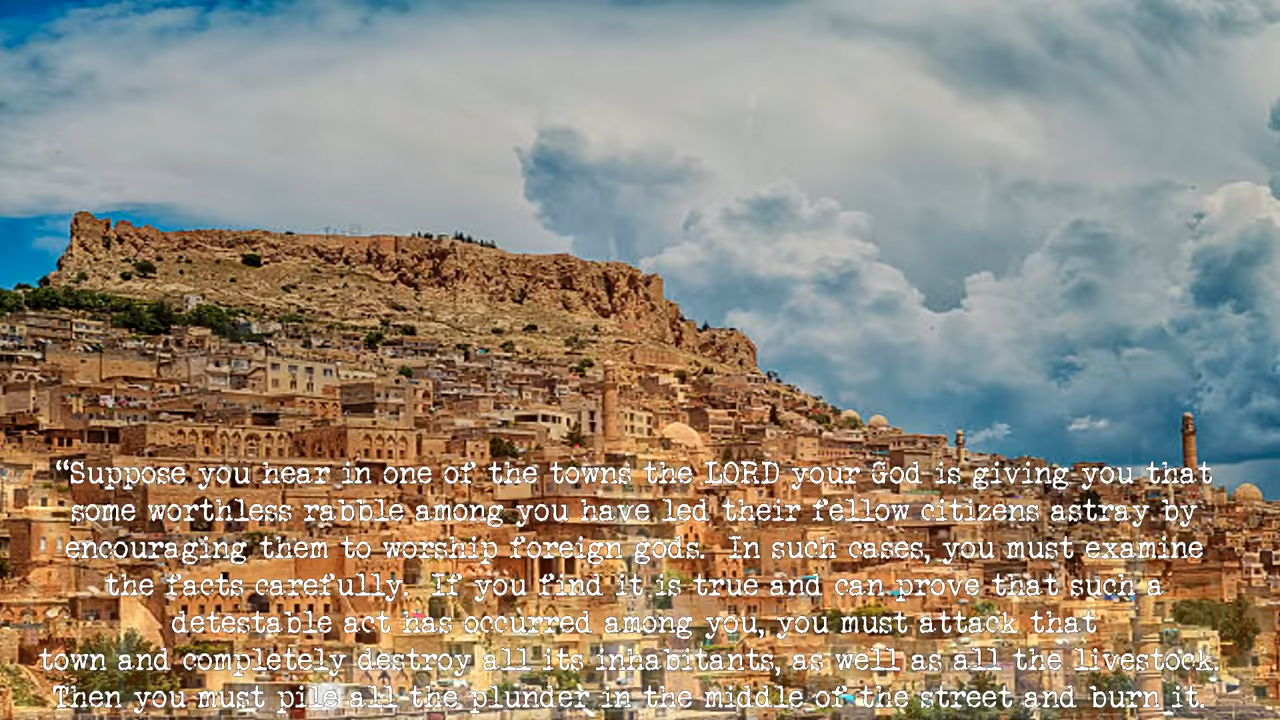 “Suppose you hear in one of the towns the LORD your God is giving you that
some worthless rabble among you have led their fellow citizens astray by
encouraging them to worship foreign gods. In such cases, you must examine
the facts carefully. If you find it is true and can prove that such a
detestable act has occurred among you, you must attack that
town and completely destroy all its inhabitants, as well as all the livestock.
Then you must pile all the plunder in the middle of the street and burn it.